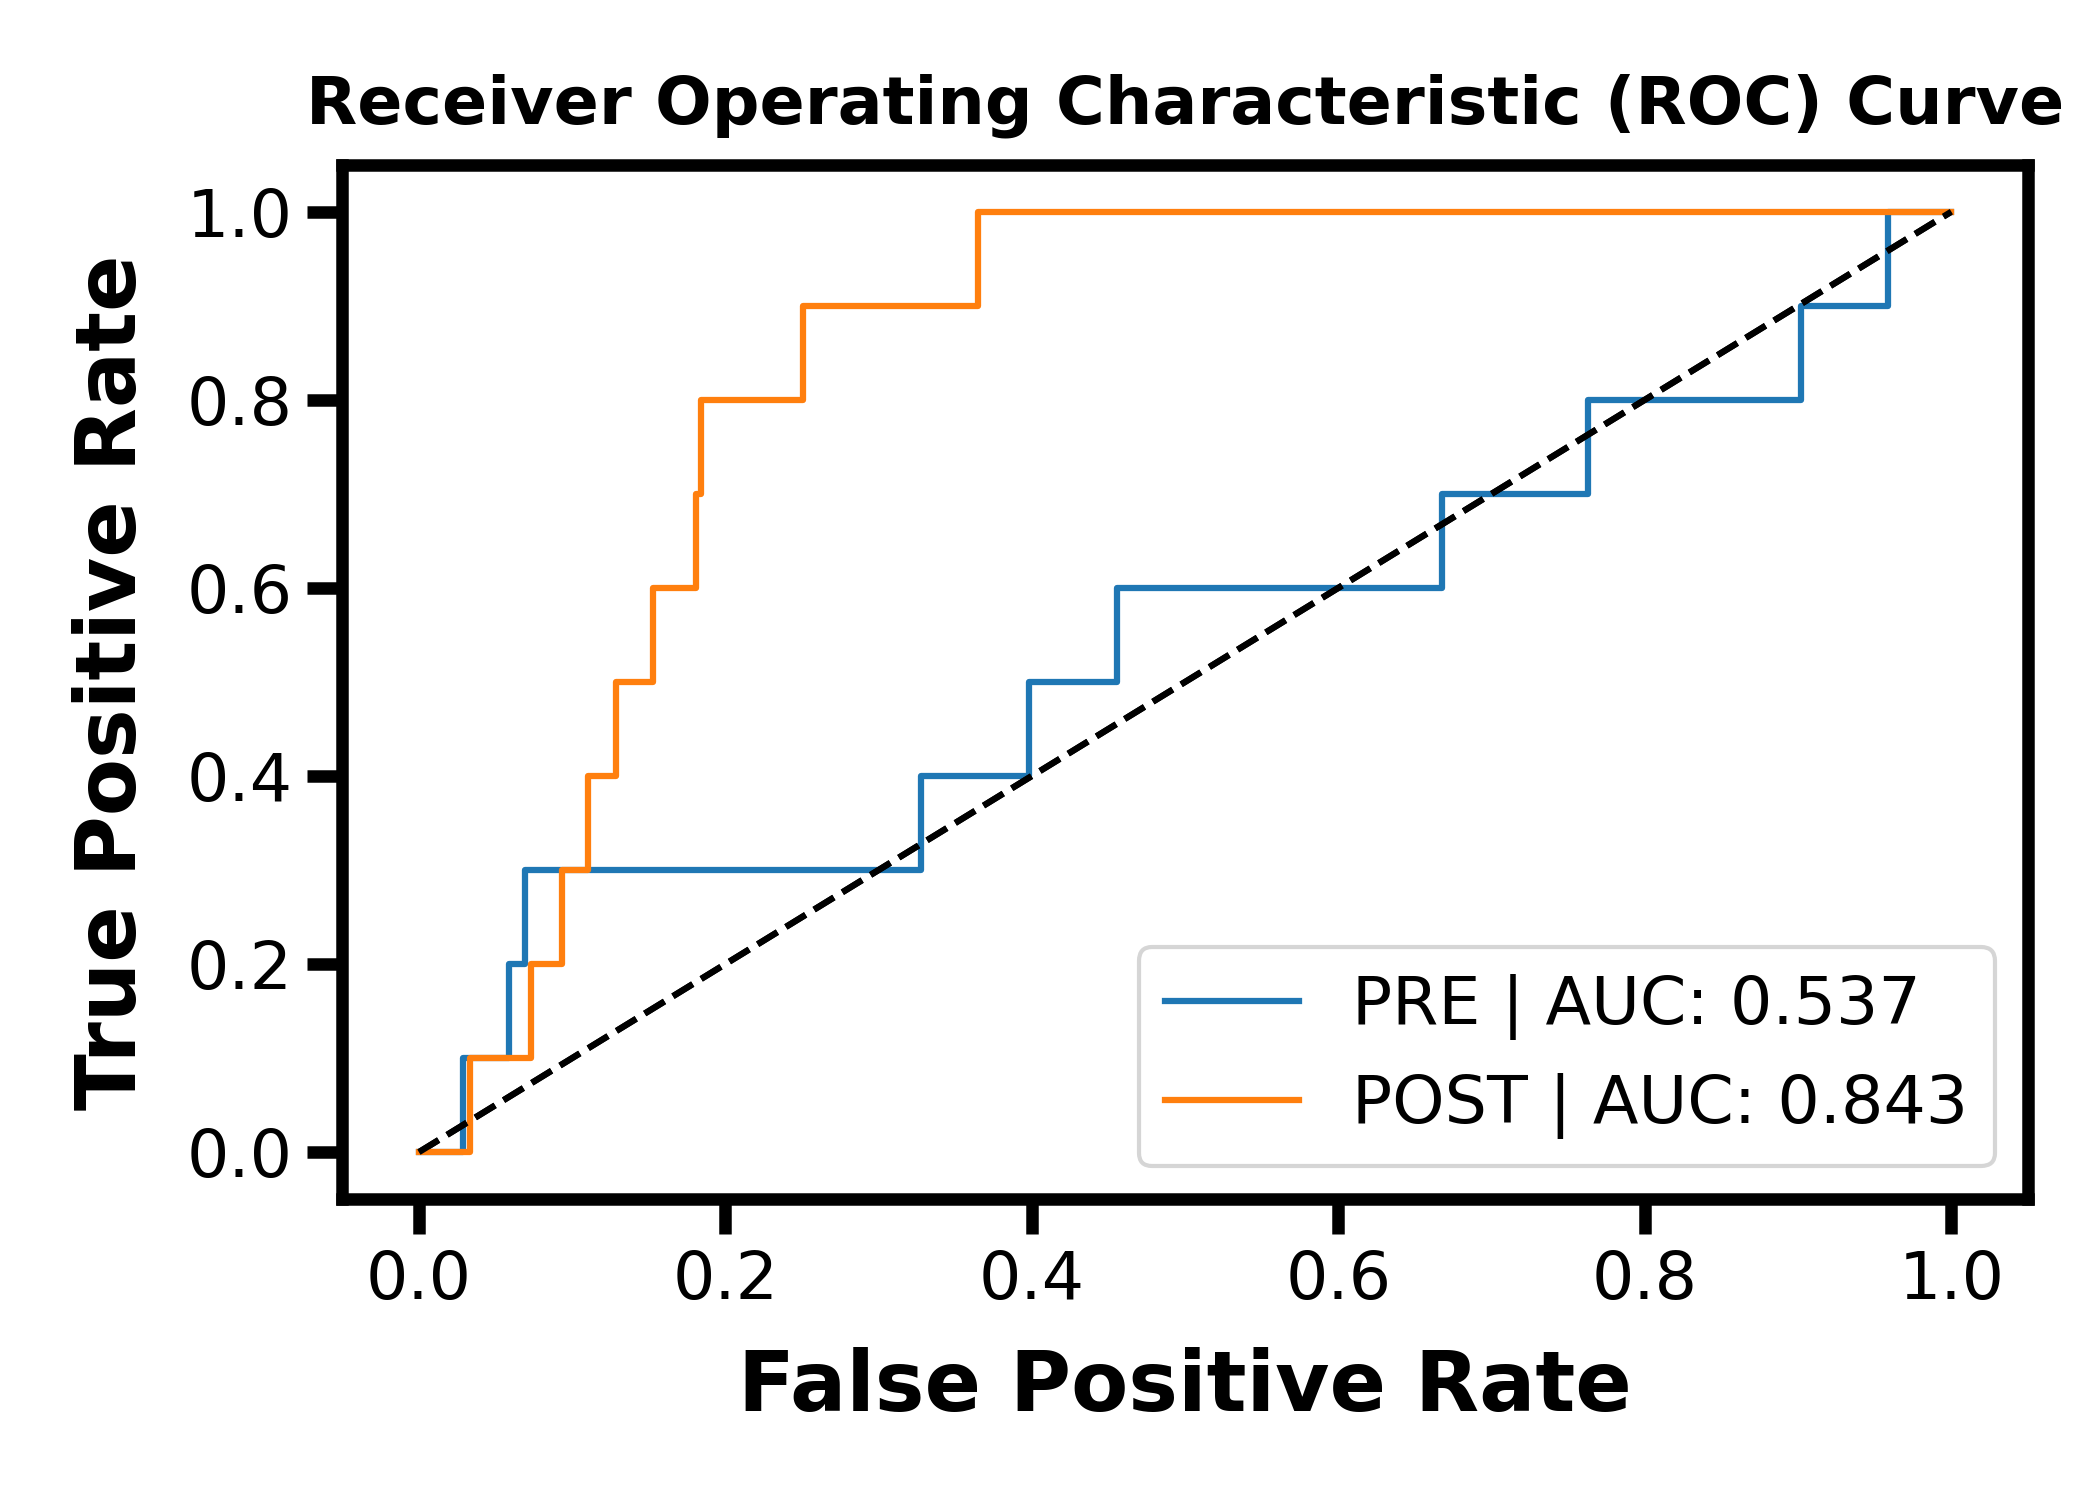 Receiver Operating Characteristic (ROC) Curve
True Positive Rate
1.0
0.8
0.6
0.4
0.2
0.0
PRE | AUC: 0.537
POST | AUC: 0.843
0.0 0.2 0.4 0.6 0.8 1.0
False Positive Rate